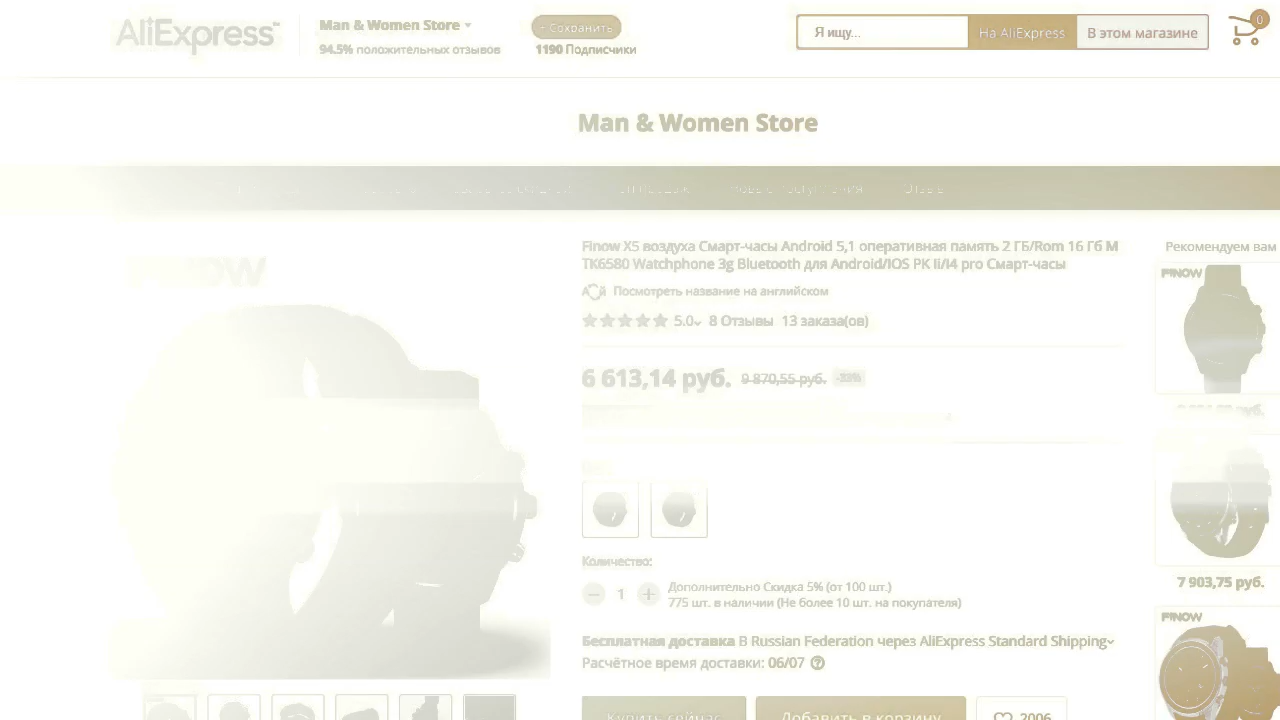 AliExpress™
Man & Women Store
94.5% положительных отзывов
+ Сохранить
1190 Подписчики
Я ищу...
На AliExpress
В этом магазине
0
Man & Women Store
Finow X5 воздуха Смарт-часы Android 5,1 оперативная память 2 ГБ/Rom 16 Гб М
TK6580 Watchphone 3g Bluetooth для Android/IOS PK Ii/I4 pro Смарт-часы
Посмотреть название на английском
5.0 8 Отзывы 13 заказа(ов)
6 613,14 руб. 9 870,55 руб. -33%
Количество:
1
Дополнительно Скидка 5% (от 100 шт.)
775 шт. в наличии (Не более 10 шт. на покупателя)
Бесплатная доставка В Russian Federation через AliExpress Standard Shipping
Расчётное время доставки: 06/07
Купить сейчас
Добавить в корзину
2006
Рекомендуем вам
FINOW
7 903,75 руб.
FINOW